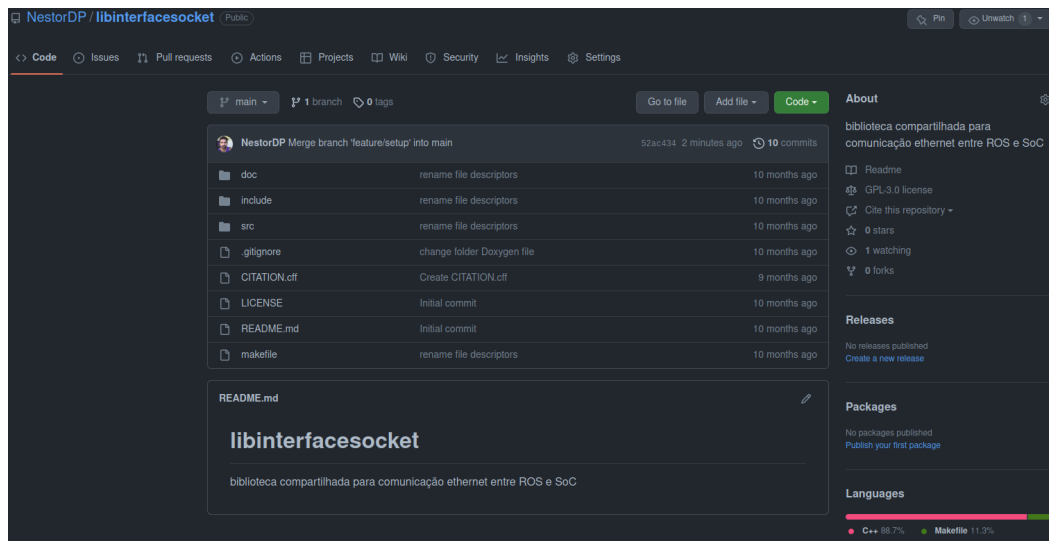 NestorDP / libinterfacesocket Public
Pin
Unwatch 1
Code Issues Pull requests Actions Projects Wiki Security Insights Settings
main 1 branch 0 tags
Go to file Add file Code
NestorDP Merge branch 'feature/setup' into main 52ac434 2 minutes ago 10 commits
doc rename file descriptors 10 months ago
include rename file descriptors 10 months ago
src rename file descriptors 10 months ago
.gitignore change folder Doxygen file 10 months ago
CITATION.cff Create CITATION.cff 9 months ago
LICENSE Initial commit 10 months ago
README.md Initial commit 10 months ago
makefile rename file descriptors 10 months ago
README.md
libinterfacesocket
biblioteca compartilhada para comunicação ethernet entre ROS e SoC
About
biblioteca compartilhada para
comunicação ethernet entre ROS e SoC
Readme
GPL-3.0 license
Cite this repository
0 stars
1 watching
0 forks
Releases
No releases published
Create a new release
Packages
No packages published
Publish your first package
Languages
C++ 88.7% Makefile 11.3%